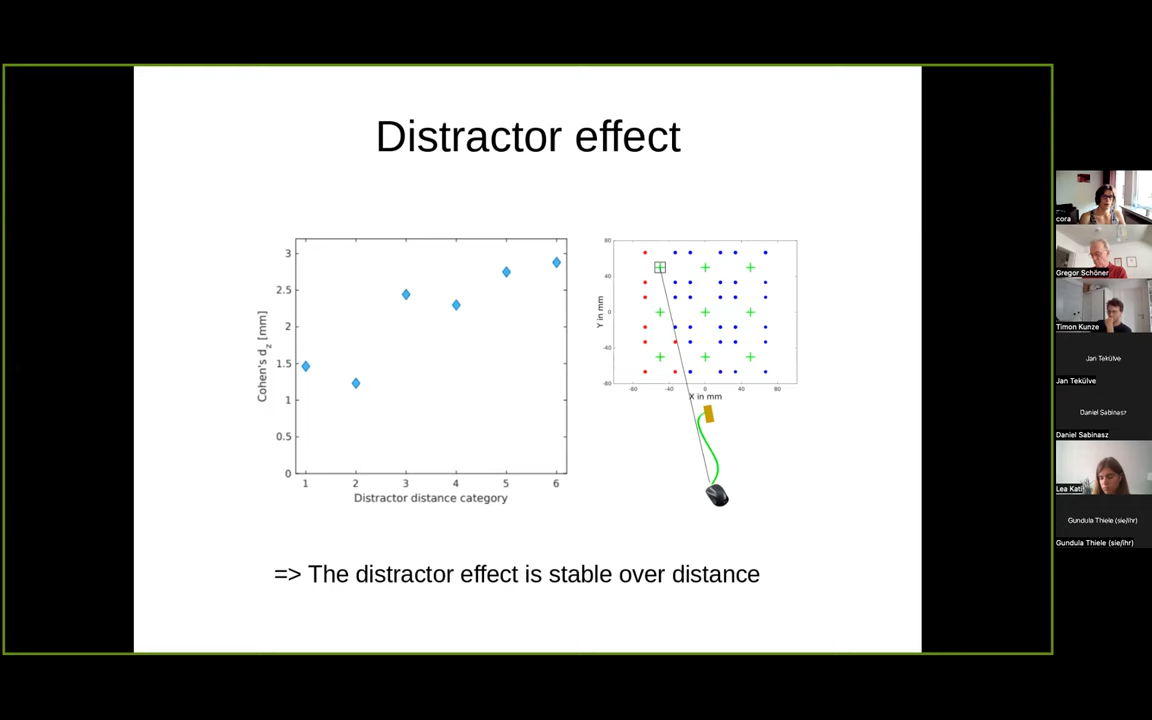 Distractor effect
3
2.5
2
1.5
1
0.5
0
Cohen's dz [mm]
1 2 3 4 5 6
Distractor distance category
80
40
0
-40
-80
Y in mm
-80 -40 0 40 80
X in mm
=> The distractor effect is stable over distance
cora
Gregor Schöner
Timon Kunze
Jan Tekülve
Jan Tekülve
Daniel Sabinasz
Daniel Sabinasz
Lea Kati
Gundula Thiele (sie/ihr)
Gundula Thiele (sie/ihr)